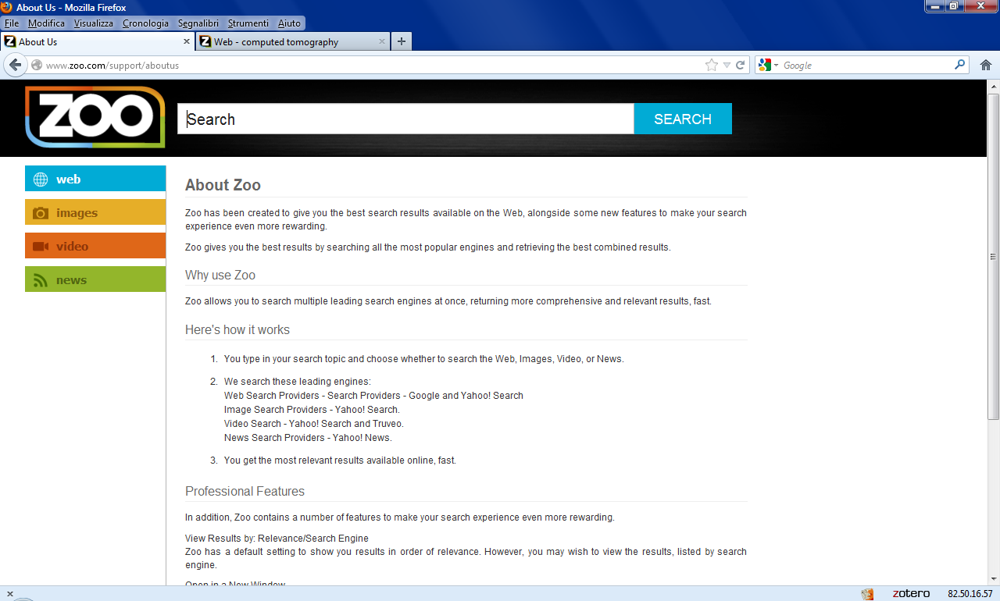 About Us - Mozilla Firefox
File Modifica Visualizza Cronologia Segnalibri Strumenti Aiuto
About Us
Web - computed tomography
www.zoo.com/support/aboutus
Google
ZOO
Search
SEARCH
web
images
video
news
About Zoo
Zoo has been created to give you the best search results available on the Web, alongside some new features to make your search
experience even more rewarding.
Zoo gives you the best results by searching all the most popular engines and retrieving the best combined results.
Why use Zoo
Zoo allows you to search multiple leading search engines at once, returning more comprehensive and relevant results, fast.
Here's how it works
1. You type in your search topic and choose whether to search the Web, Images, Video, or News.
2. We search these leading engines:
Web Search Providers - Search Providers - Google and Yahoo! Search
Image Search Providers - Yahoo! Search.
Video Search - Yahoo! Search and Truveo.
News Search Providers - Yahoo! News.
3. You get the most relevant results available online, fast.
Professional Features
In addition, Zoo contains a number of features to make your search experience even more rewarding.
View Results by: Relevance/Search Engine
Zoo has a default setting to show you results in order of relevance. However, you may wish to view the results, listed by search
engine.
Open in a New Window
zotero
82.50.16.57